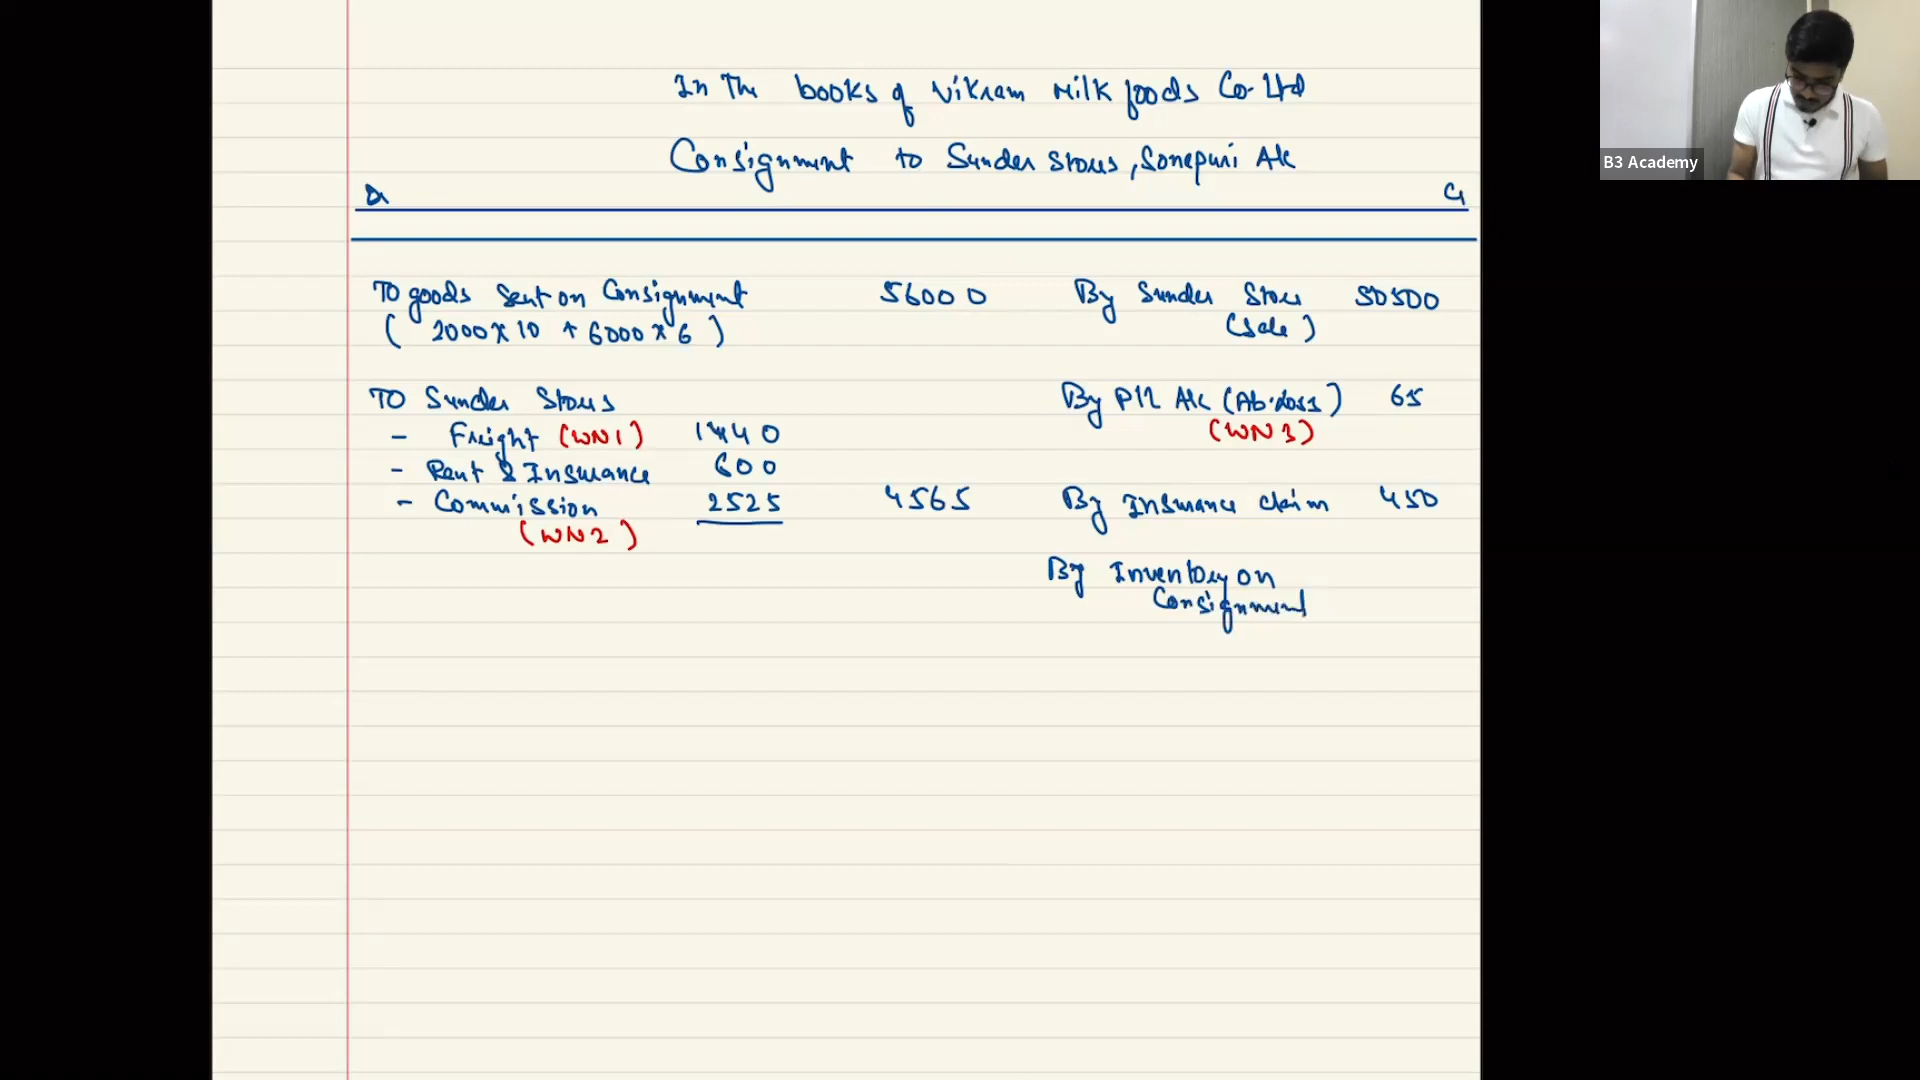 In The books of Vikram Milk foods Co. Ltd
Consignment to Sunder Stores, Sonepuri A/c
Dr Cr
To goods Sent on Consignment 56000 By Sunder Store 50500
( 2000 x 10 + 6000 x 6 ) (Sale)
To Sunder Stores By P/L A/c (Ab. Loss) 65
- Freight (WN1) 1440 (WN 3)
- Rent & Insurance 600
- Commission 2525 4565 By Insurance claim 450
(WN2)
By Inventory on
Consignment
B3 Academy